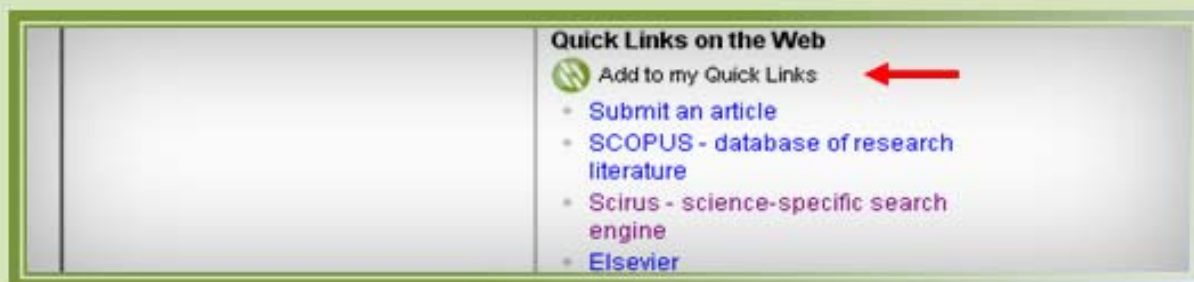 Quick Links on the Web
Add to my Quick Links
Submit an article
SCOPUS - database of research
literature
Scirus - science-specific search
engine
Elsevier